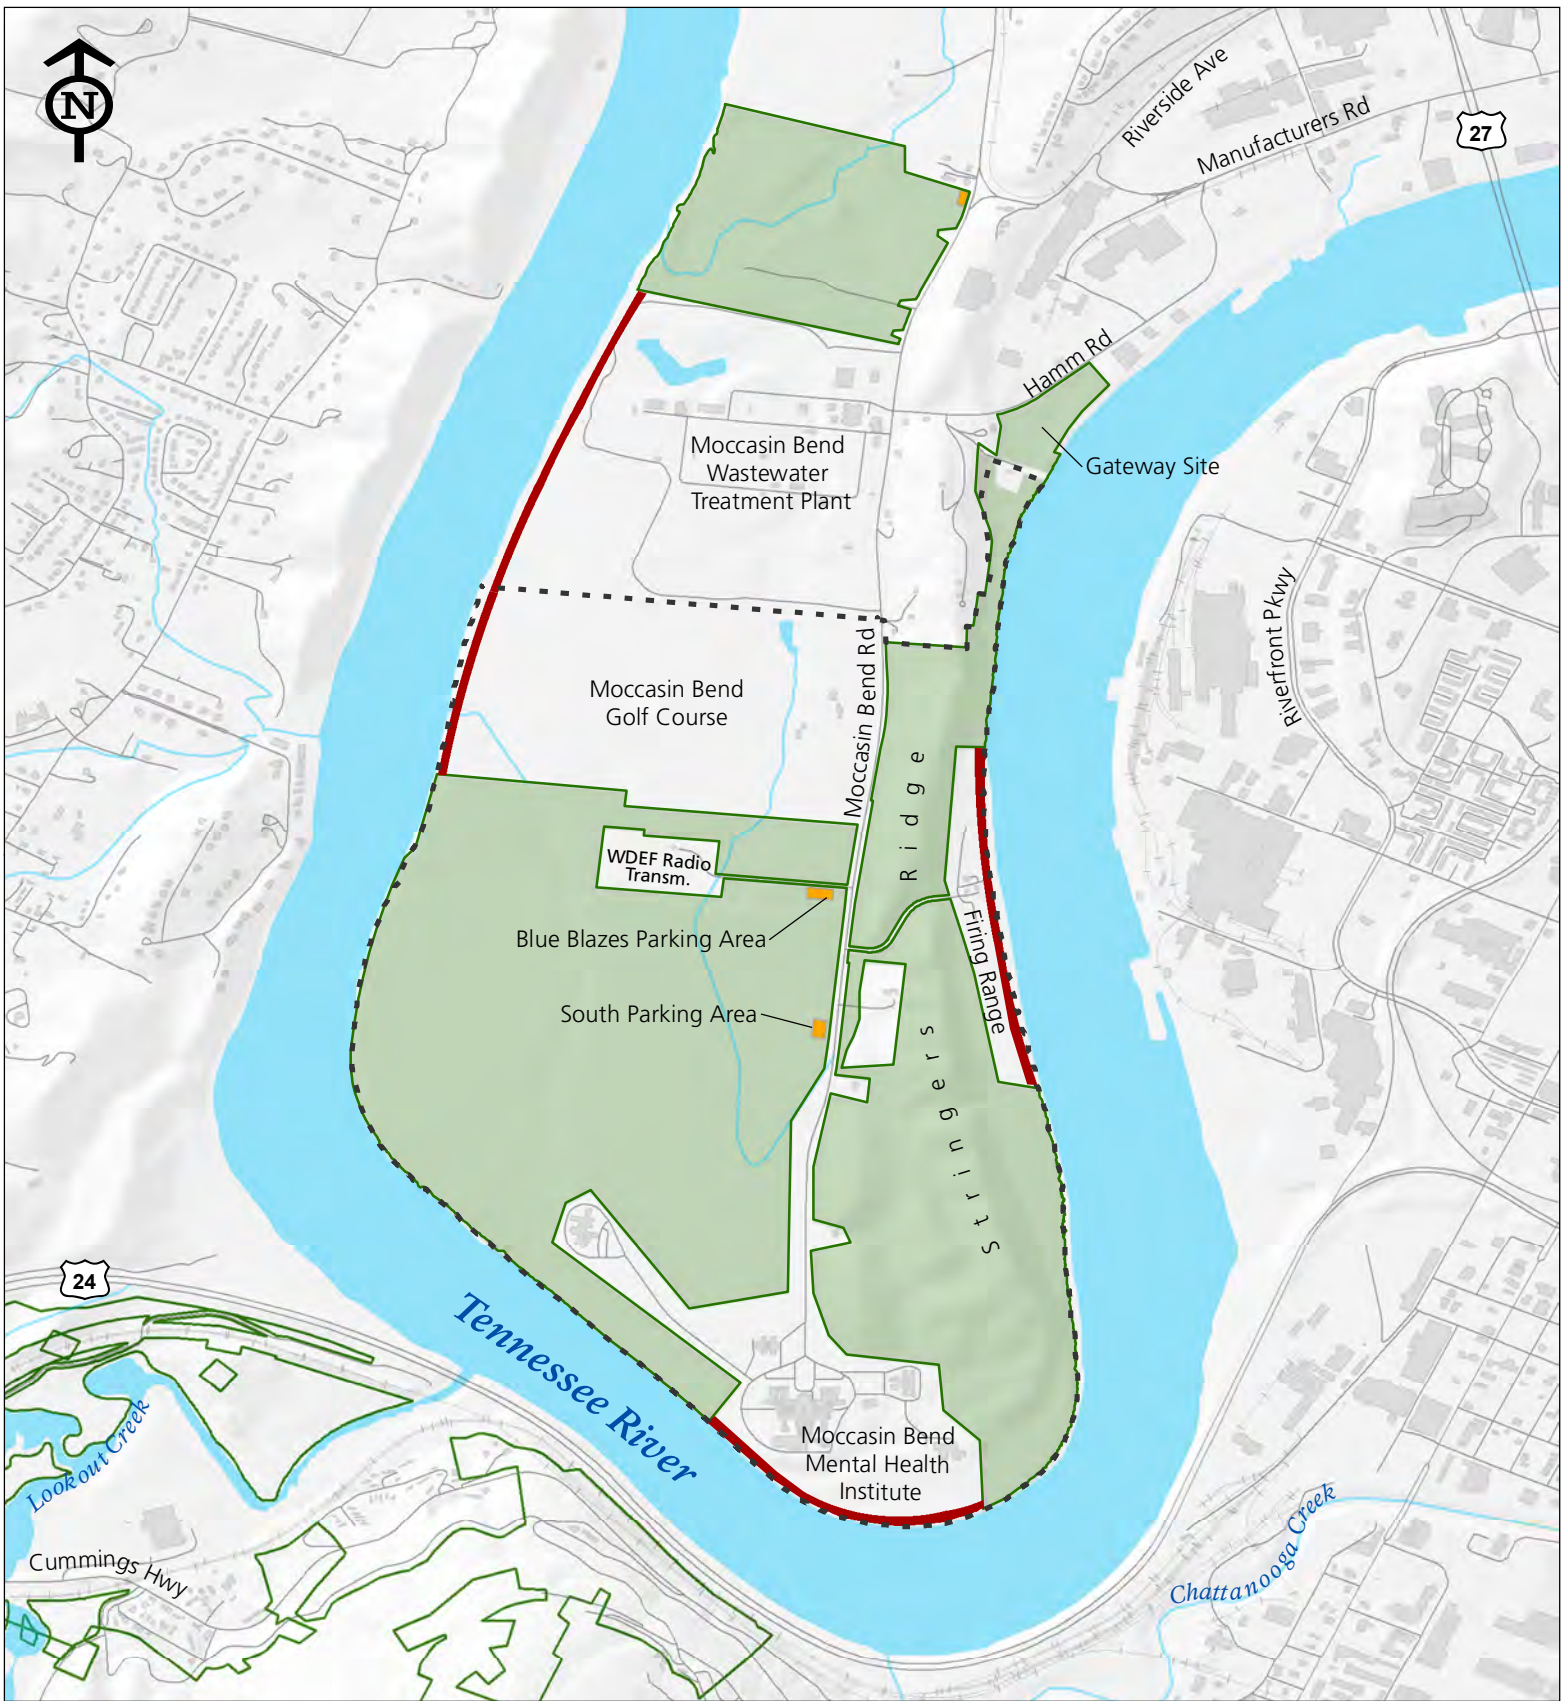 N
Riverside Ave
Manufacturers Rd
27
Hamm Rd
Gateway Site
Moccasin Bend
Wastewater
Treatment Plant
Riverfront Pkwy
Moccasin Bend Rd
Moccasin Bend
Golf Course
Stringers Ridge
WDEF Radio
Transm.
Blue Blazes Parking Area
Firing Range
South Parking Area
24
Tennessee River
Lookout Creek
Moccasin Bend
Mental Health
Institute
Chattanooga Creek
Cummings Hwy